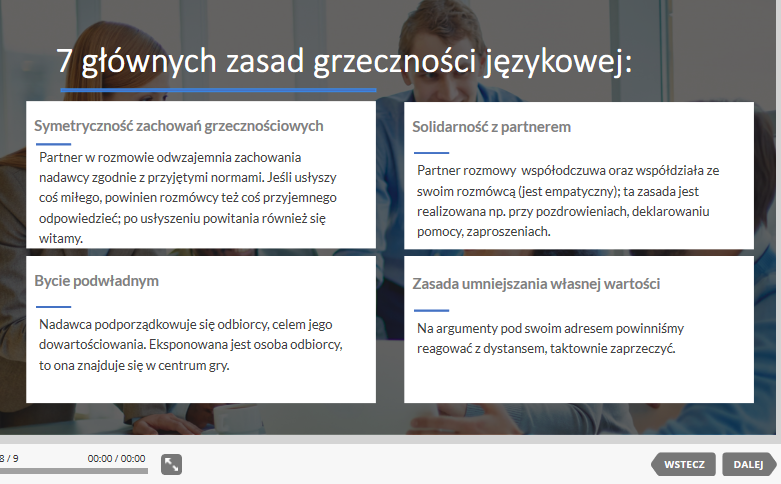 7 głównych zasad grzeczności językowej:
Symetryczność zachowań grzecznościowych
Partner w rozmowie odwzajemnia zachowania
nadawcy zgodnie z przyjętymi normami. Jeśli usłyszy
coś miłego, powinien rozmówcy też coś przyjemnego
odpowiedzieć; po usłyszeniu powitania również się
witamy.
Solidarność z partnerem
Partner rozmowy współodczuwa oraz współdziała ze
swoim rozmówcą (jest empatyczny); ta zasada jest
realizowana np. przy pozdrowieniach, deklarowaniu
pomocy, zaproszeniach.
Bycie podwładnym
Nadawca podporządkowuje się odbiorcy, celem jego
dowartościowania. Eksponowana jest osoba odbiorcy,
to ona znajduje się w centrum gry.
Zasada umniejszania własnej wartości
Na argumenty pod swoim adresem powinniśmy
reagować z dystansem, taktownie zaprzeczyć.
8 / 9
00:00 / 00:00
WSTECZ
DALEJ